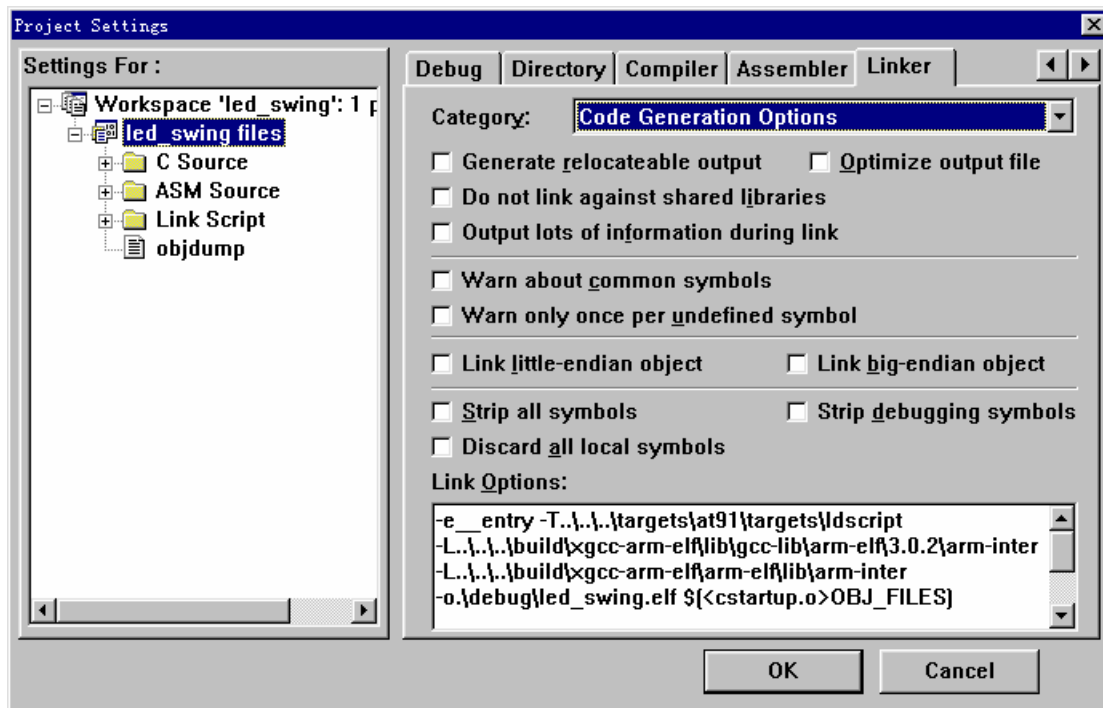 Project Settings
Settings For :
Workspace 'led_swing': 1 p
led_swing files
C Source
ASM Source
Link Script
objdump
Debug
Directory
Compiler
Assembler
Linker
Category:
Code Generation Options
Generate relocateable output
Optimize output file
Do not link against shared libraries
Output lots of information during link
Warn about common symbols
Warn only once per undefined symbol
Link little-endian object
Link big-endian object
Strip all symbols
Strip debugging symbols
Discard all local symbols
Link Options:
-e__entry -T..\..\..\targets\at91\targets\ldscript
-L..\..\..\build\xgcc-arm-elf\lib\gcc-lib\arm-elf\3.0.2\arm-inter
-L..\..\..\build\xgcc-arm-elf\arm-elf\lib\arm-inter
-o.\debug\led_swing.elf $(<cstartup.o>OBJ_FILES)
OK
Cancel